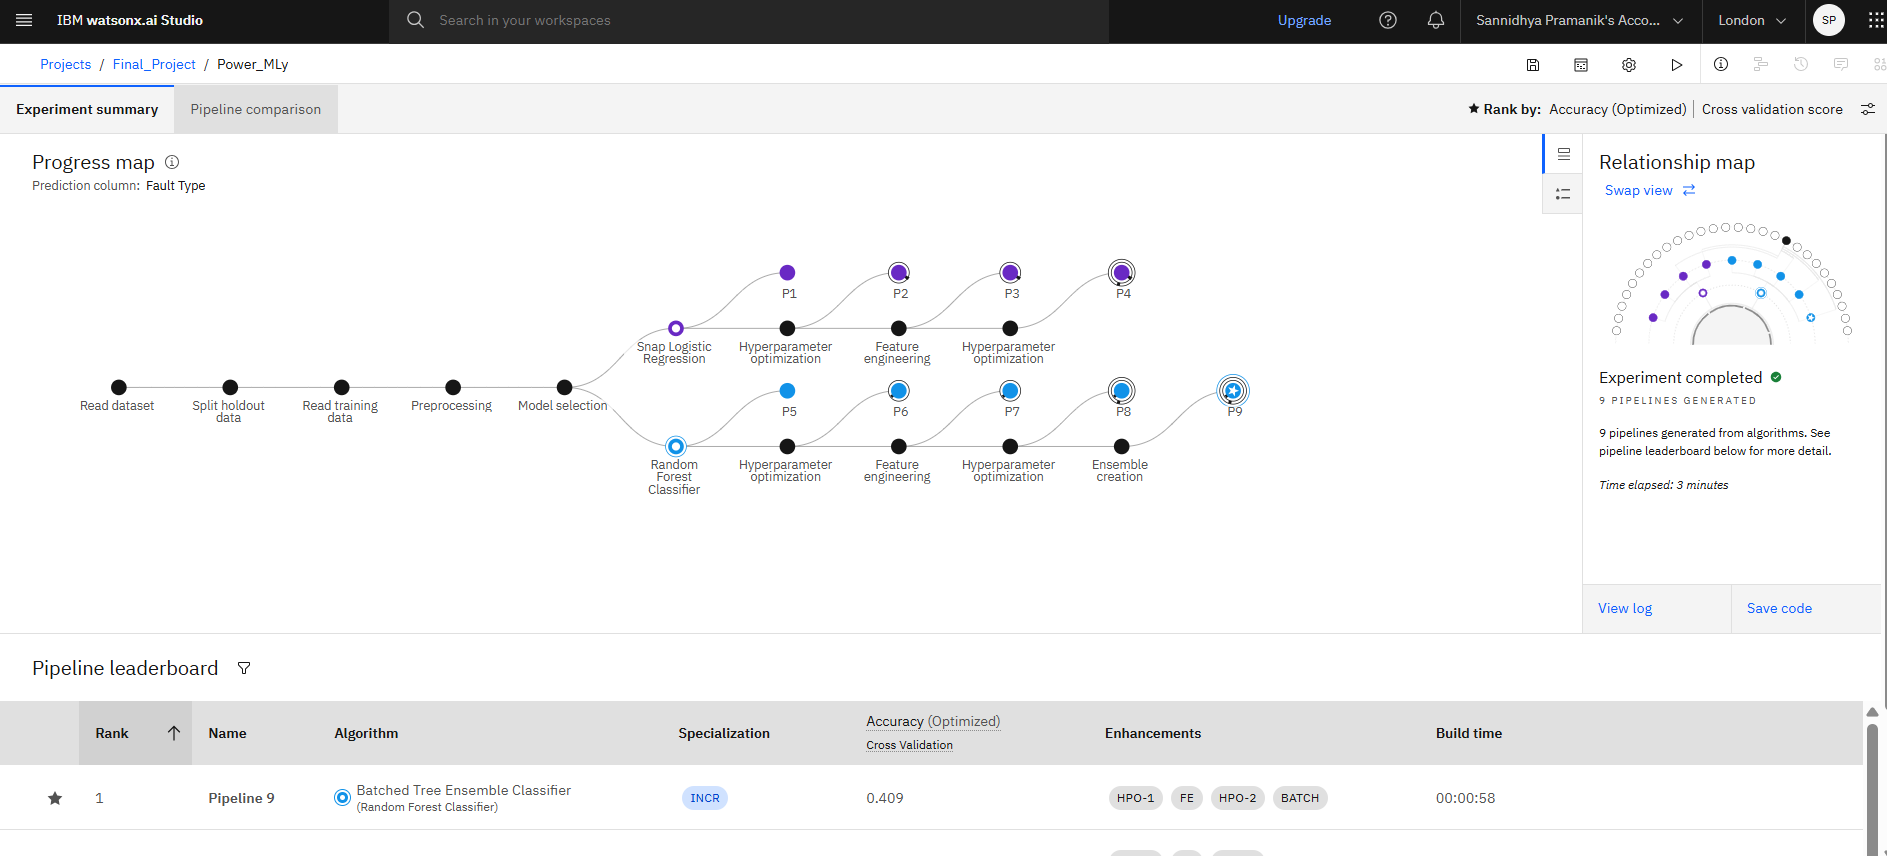 IBM watsonx.ai Studio
Search in your workspaces
Upgrade
Sannidhya Pramanik's Acco...
London
SP
Projects / Final_Project / Power_MLy
Experiment summary
Pipeline comparison
Rank by: Accuracy (Optimized) | Cross validation score
Progress map
Prediction column: Fault Type
P1
P2
P3
P4
Snap Logistic
Regression
Hyperparameter
optimization
Feature
engineering
Hyperparameter
optimization
Read dataset
Split holdout
data
Read training
data
Preprocessing
Model selection
P5
P6
P7
P8
P9
Random
Forest
Classifier
Hyperparameter
optimization
Feature
engineering
Hyperparameter
optimization
Ensemble
creation
Relationship map
Swap view
Experiment completed
9 PIPELINES GENERATED
9 pipelines generated from algorithms. See
pipeline leaderboard below for more detail.
Time elapsed: 3 minutes
View log
Save code
Pipeline leaderboard
Rank
Name
Algorithm
Specialization
Accuracy (Optimized)
Cross Validation
Enhancements
Build time
1
Pipeline 9
Batched Tree Ensemble Classifier
(Random Forest Classifier)
INCR
0.409
HPO-1 FE HPO-2 BATCH
00:00:58